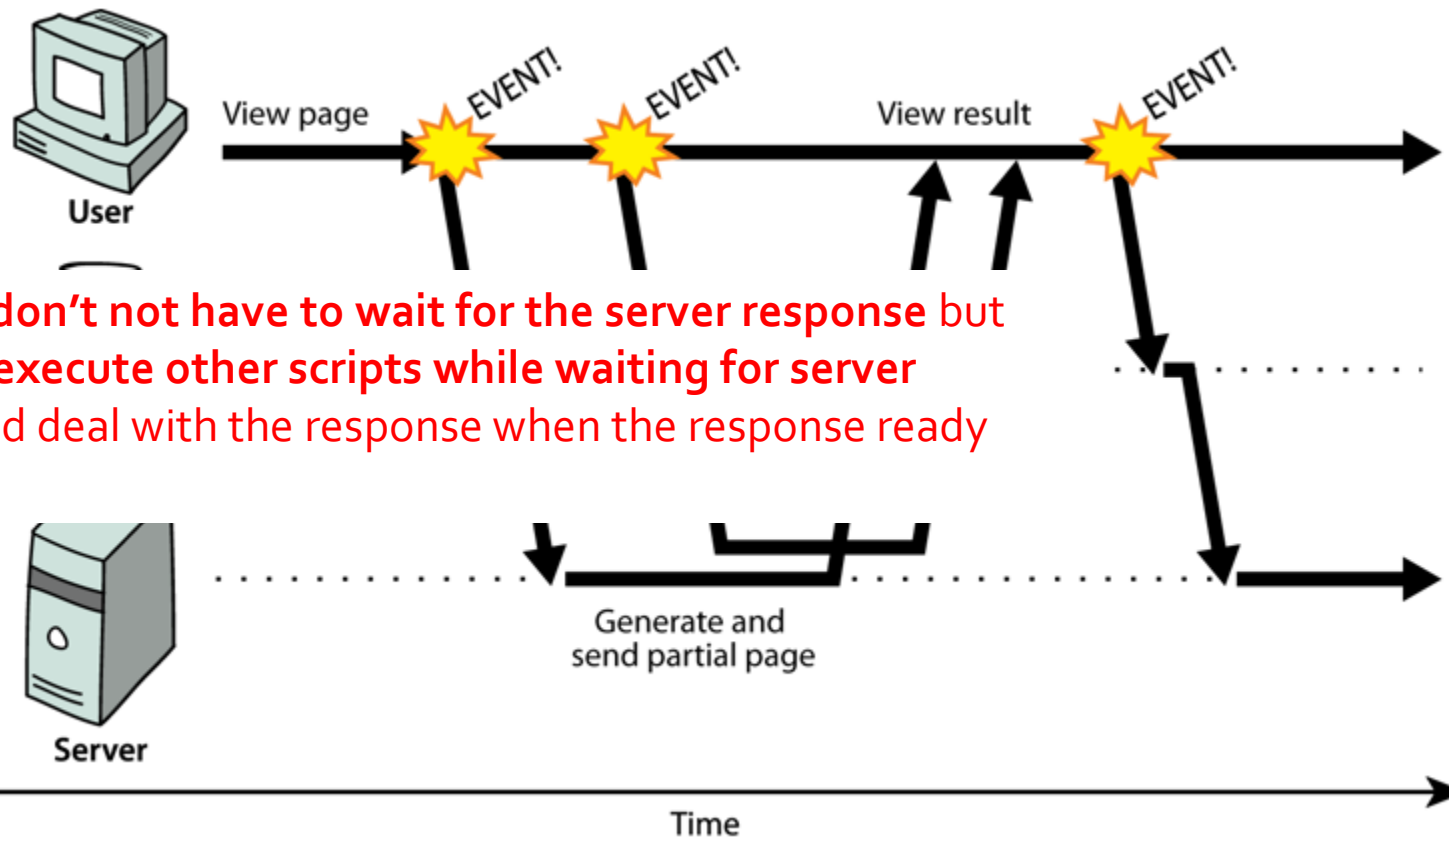 EVENT!
EVENT!
EVENT!
View page
View result
User
don't not have to wait for the server response but
execute other scripts while waiting for server
d deal with the response when the response ready
Generate and
send partial page
Server
Time